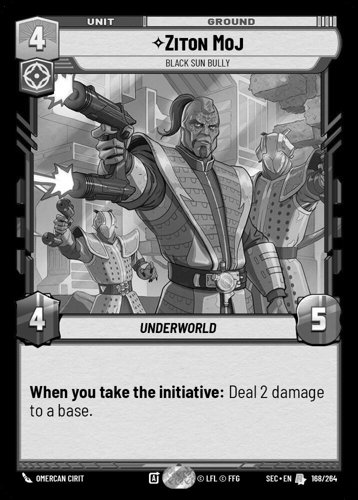 UNIT
GROUND
4
✧ZITON MOJ
BLACK SUN BULLY
4
5
UNDERWORLD
When you take the initiative: Deal 2 damage
to a base.
OMERCAN CIRIT
© LFL © FFG
SEC • EN
168/264